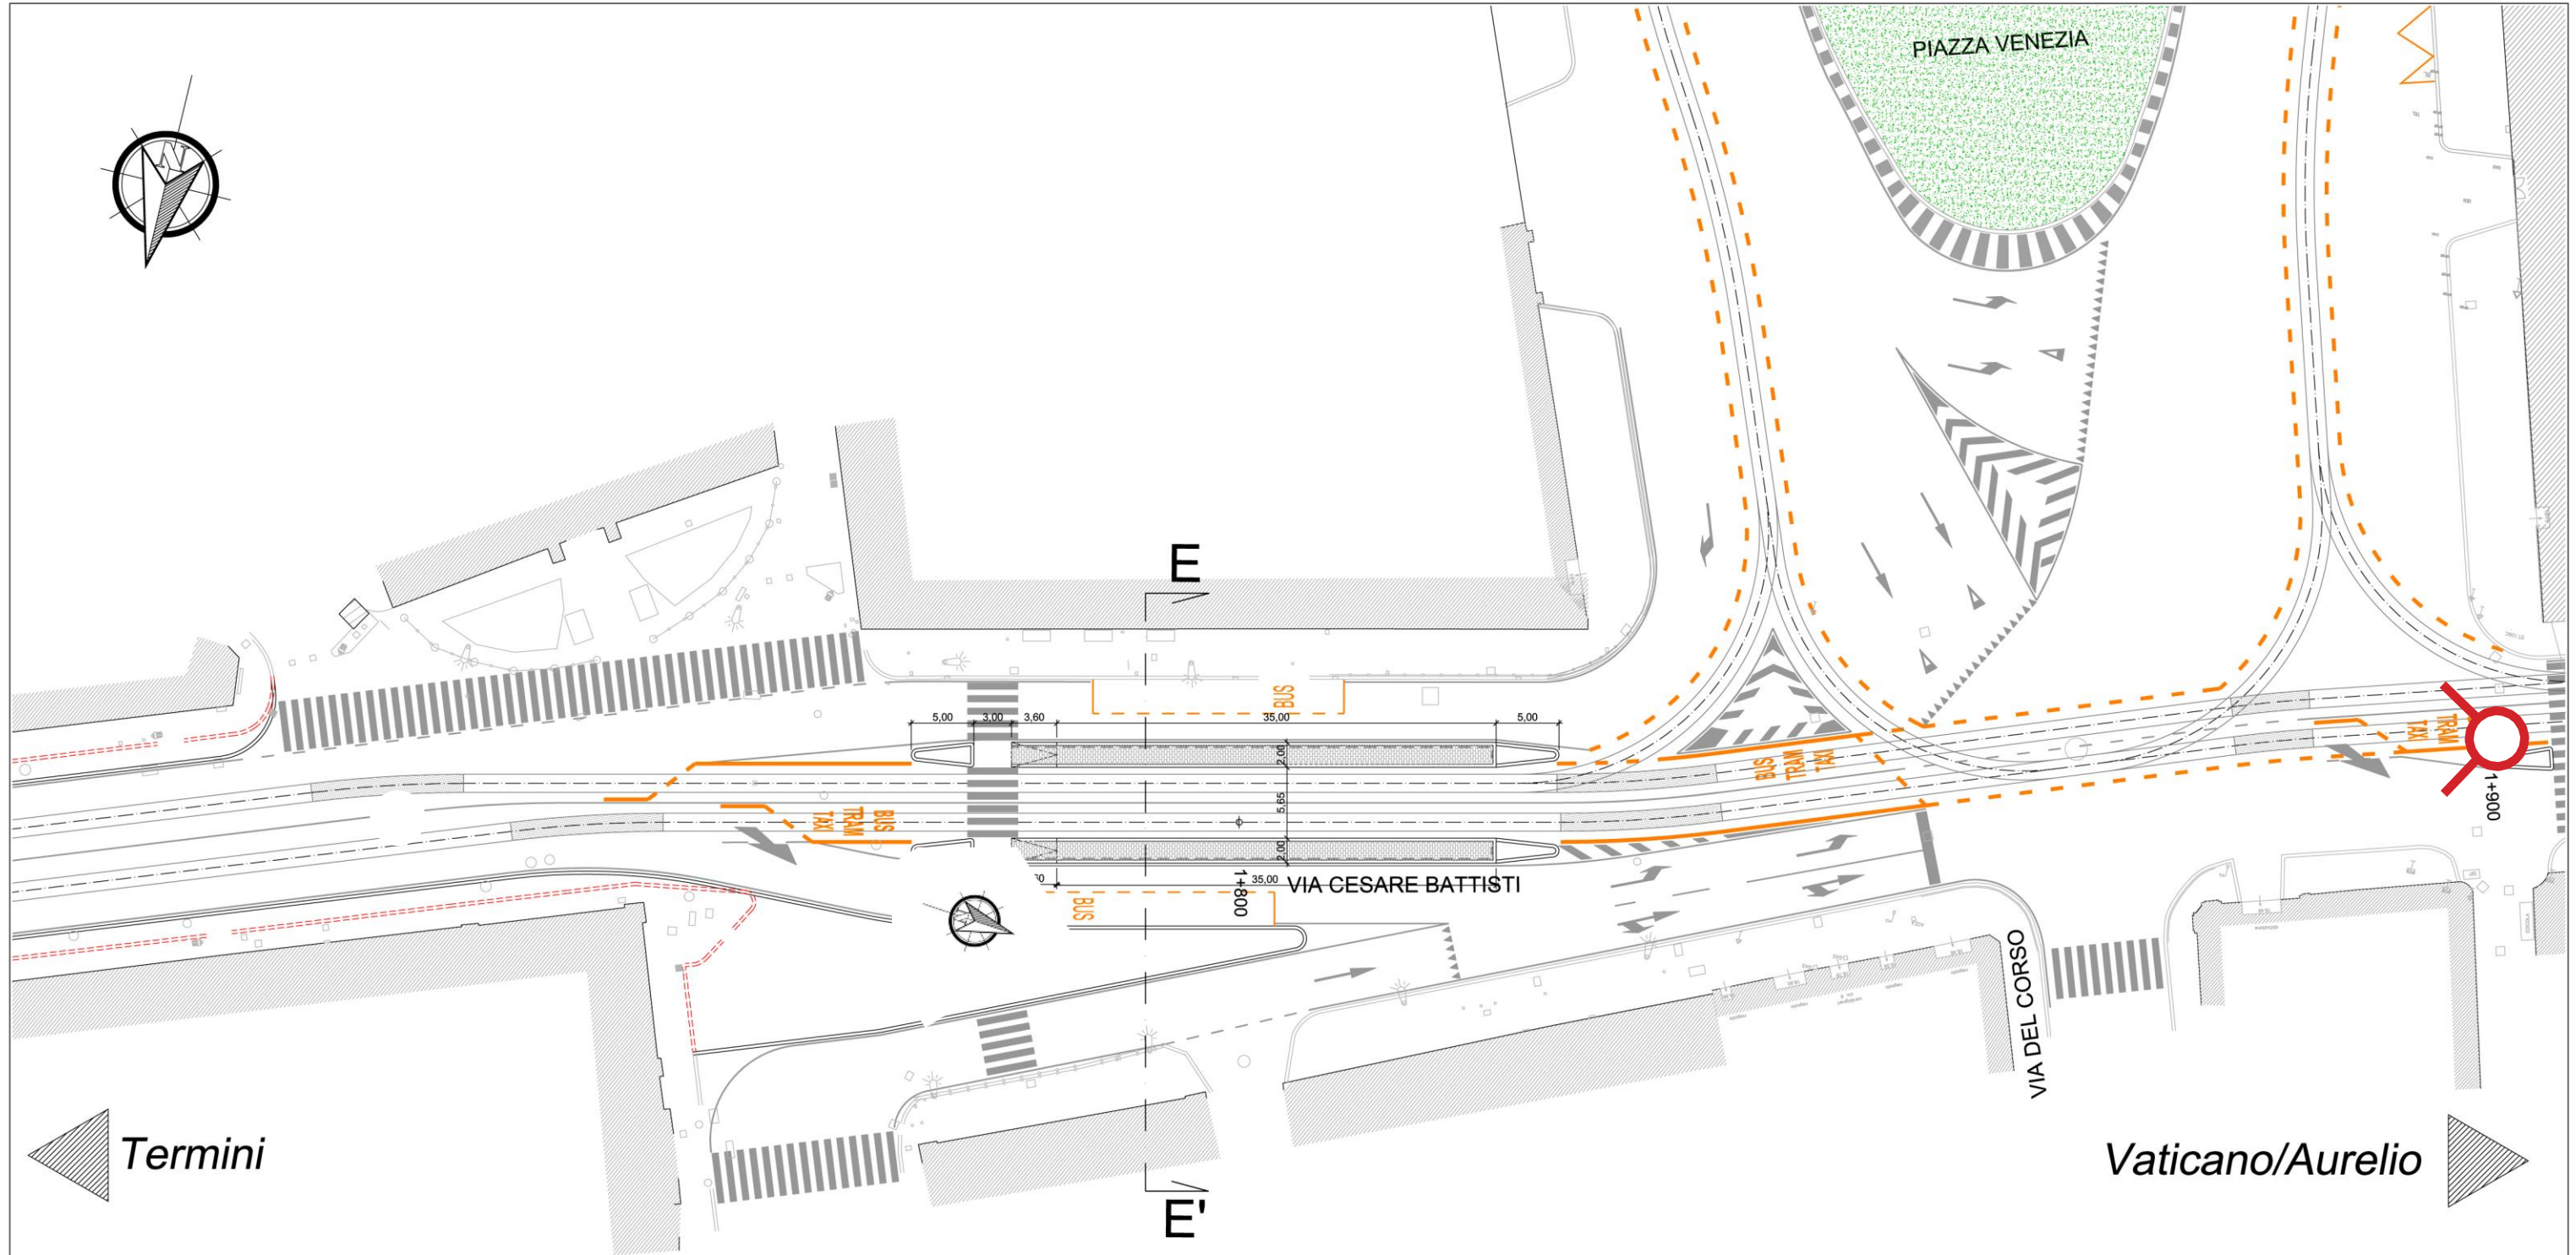 PIAZZA VENEZIA
N
E
BUS
5,00
3,00
3,60
35,00
5,00
2,00
BUS
TRAM
TAXI
TRAM
TAXI
BUS
TRAM
TAXI
5,65
2,00
1+900
35,00
VIA CESARE BATTISTI
1+800
BUS
VIA DEL CORSO
Termini
Vaticano/Aurelio
E'